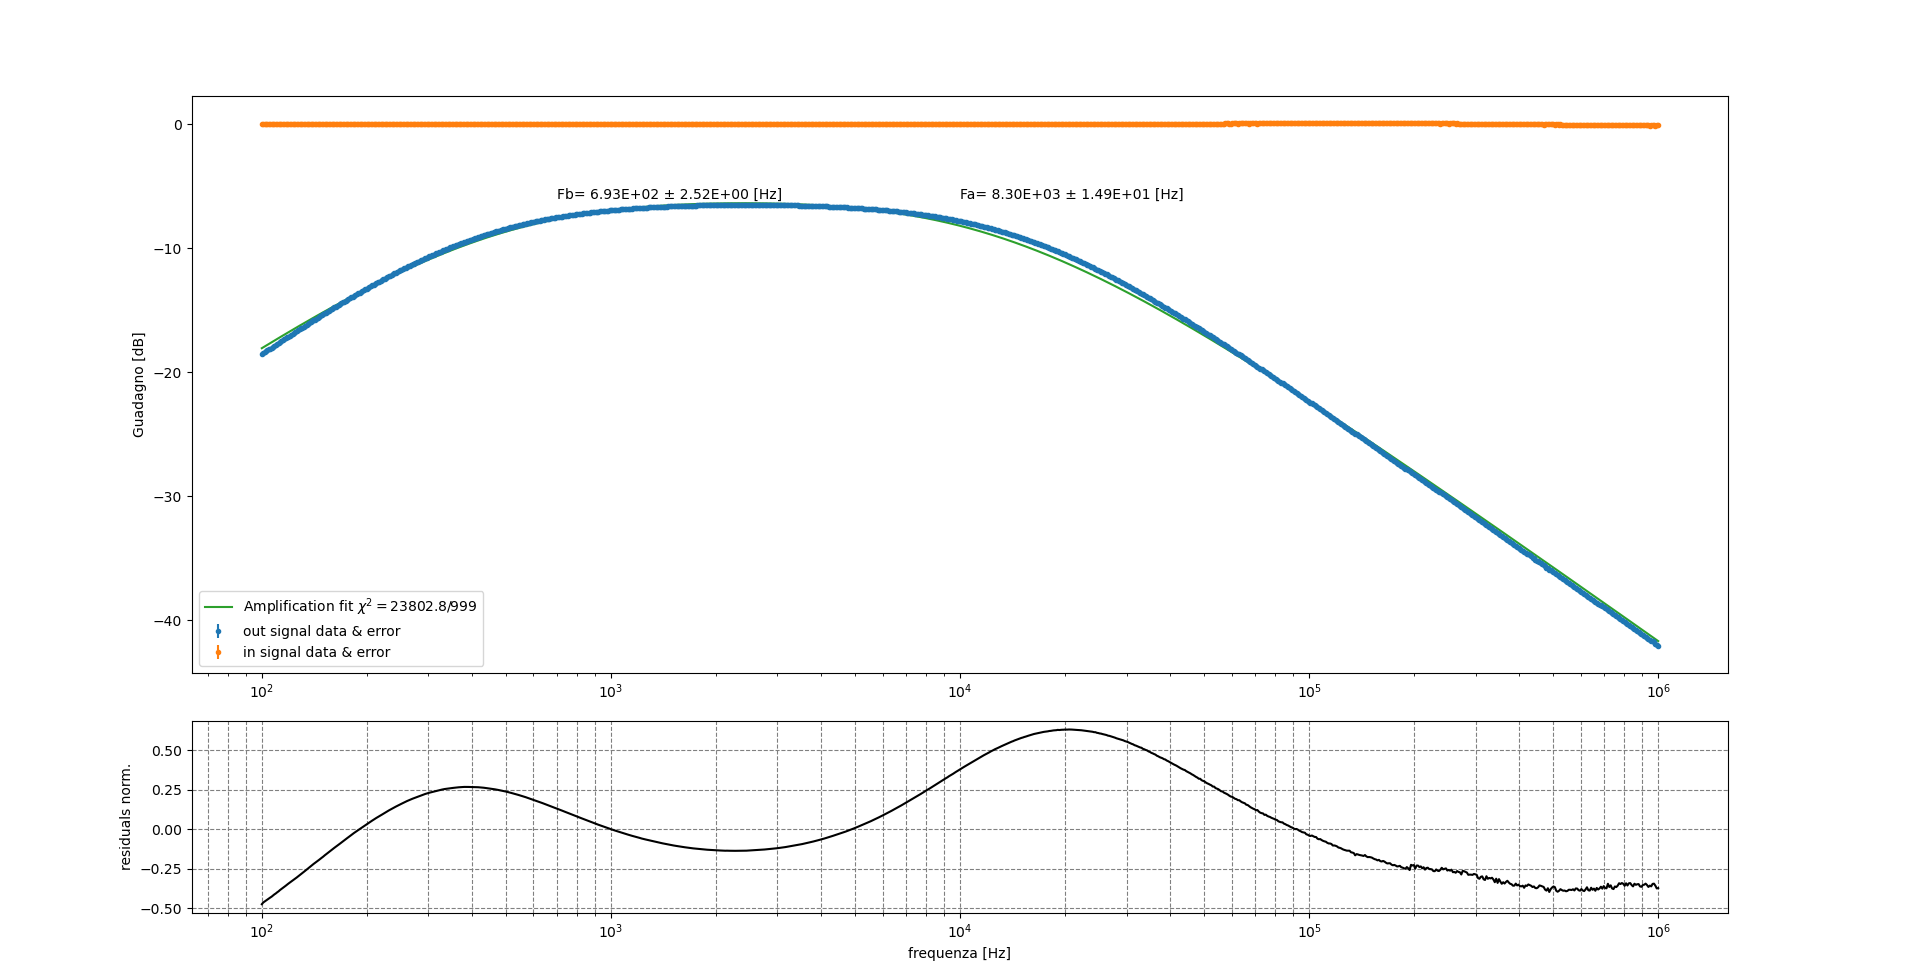 0
−10
−20
−30
−40
Guadagno [dB]
Fb= 6.93E+02 ± 2.52E+00 [Hz]
Fa= 8.30E+03 ± 1.49E+01 [Hz]
Amplification fit χ² = 23802.8/999
out signal data & error
in signal data & error
10² 10³ 10⁴ 10⁵ 10⁶
0.50
0.25
0.00
−0.25
−0.50
residuals norm.
10² 10³ 10⁴ 10⁵ 10⁶
frequenza [Hz]